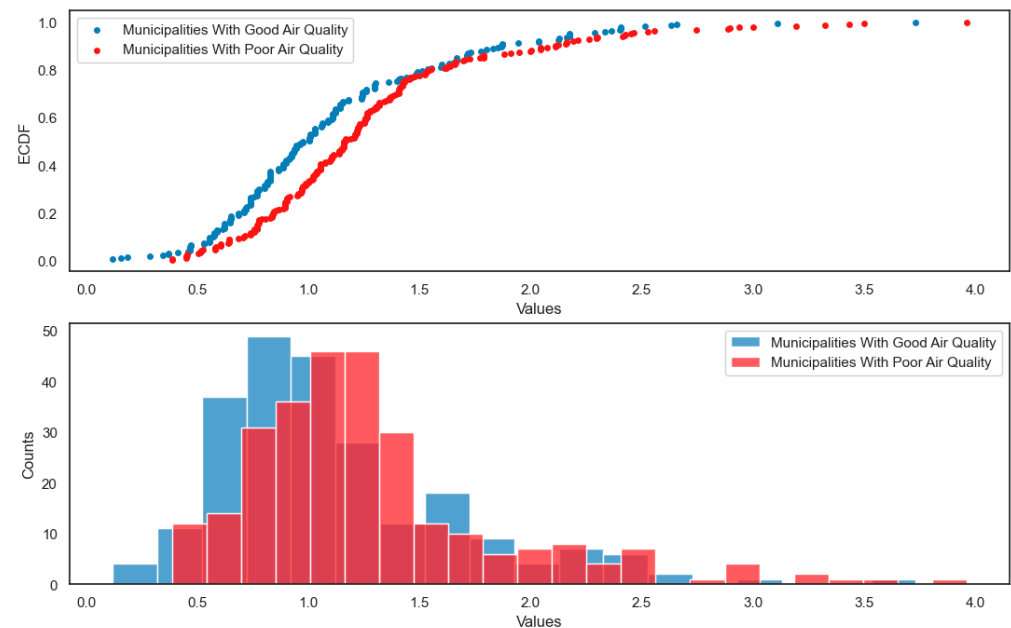 1.0
0.8
0.6
0.4
0.2
0.0
ECDF
Municipalities With Good Air Quality
Municipalities With Poor Air Quality
0.0 0.5 1.0 1.5 2.0 2.5 3.0 3.5 4.0
Values
50
40
30
20
10
0
Counts
Municipalities With Good Air Quality
Municipalities With Poor Air Quality
0.0 0.5 1.0 1.5 2.0 2.5 3.0 3.5 4.0
Values